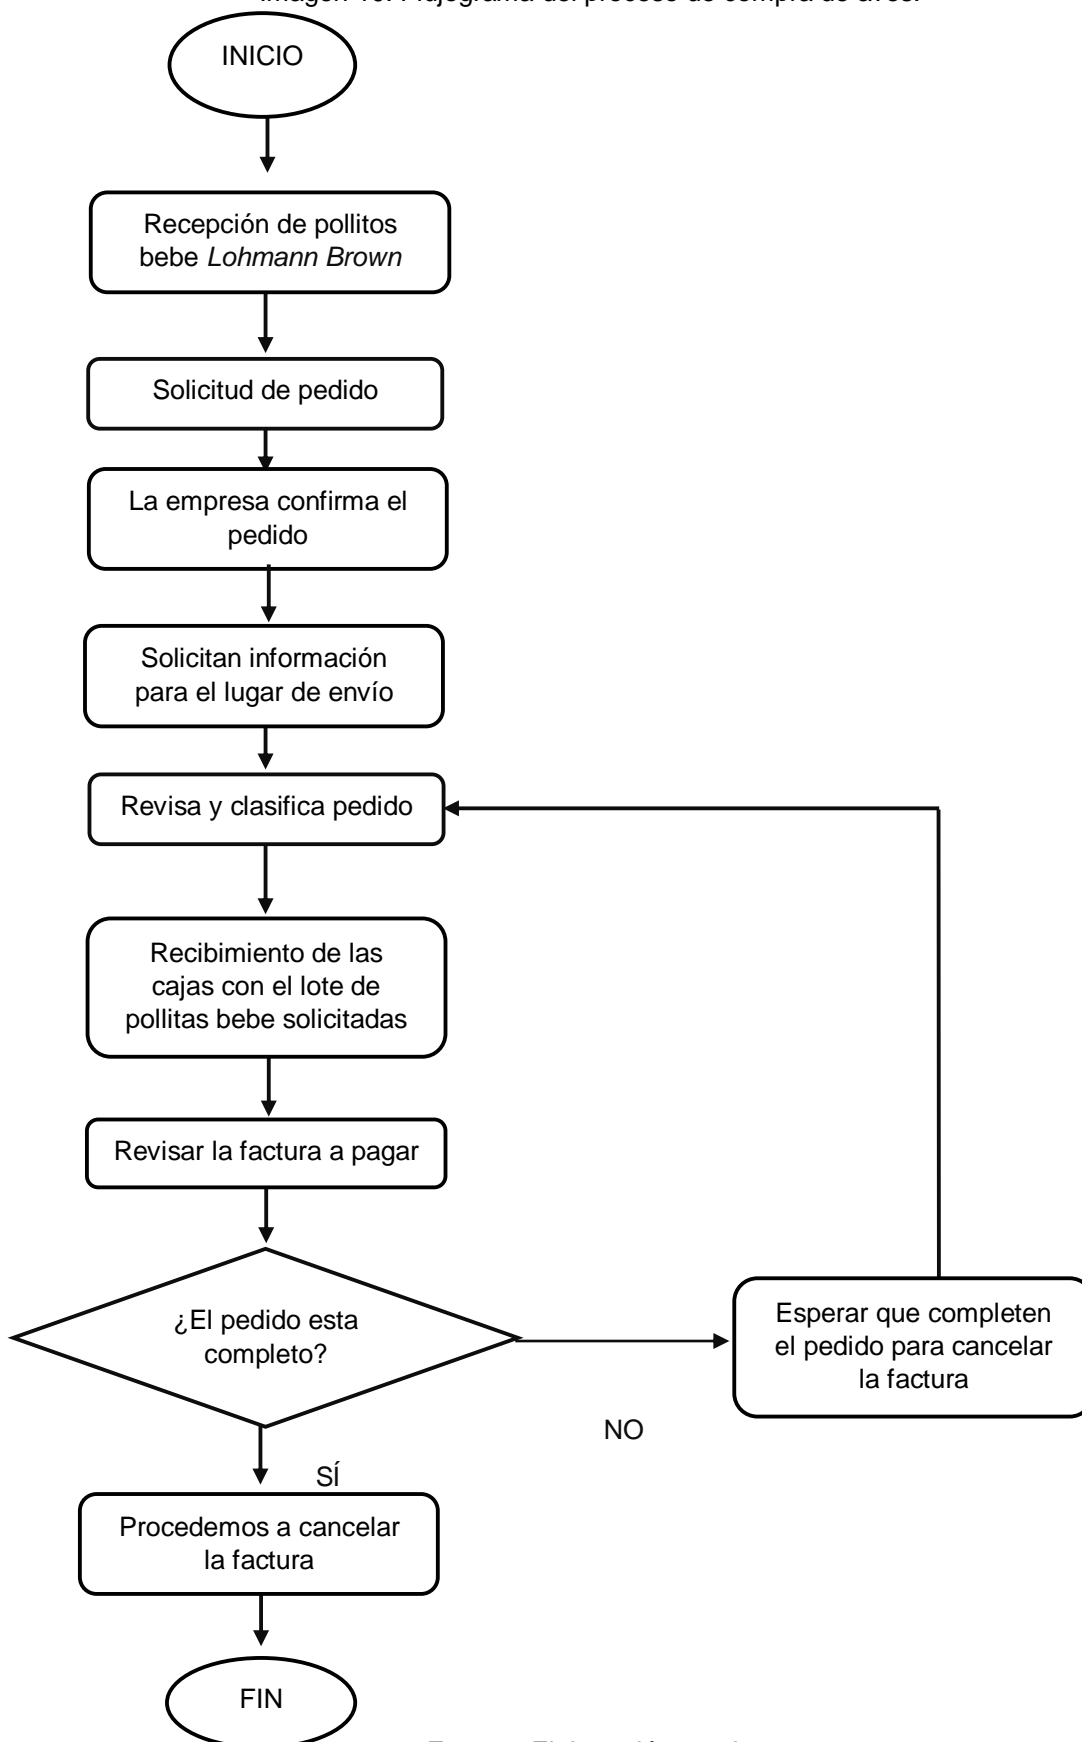 INICIO
Recepción de pollitos
bebe Lohmann Brown
Solicitud de pedido
La empresa confirma el
pedido
Solicitan información
para el lugar de envío
Revisa y clasifica pedido
Recibimiento de las
cajas con el lote de
pollitas bebe solicitadas
Revisar la factura a pagar
¿El pedido esta
completo?
Esperar que completen
el pedido para cancelar
la factura
NO
SÍ
Procedemos a cancelar
la factura
FIN